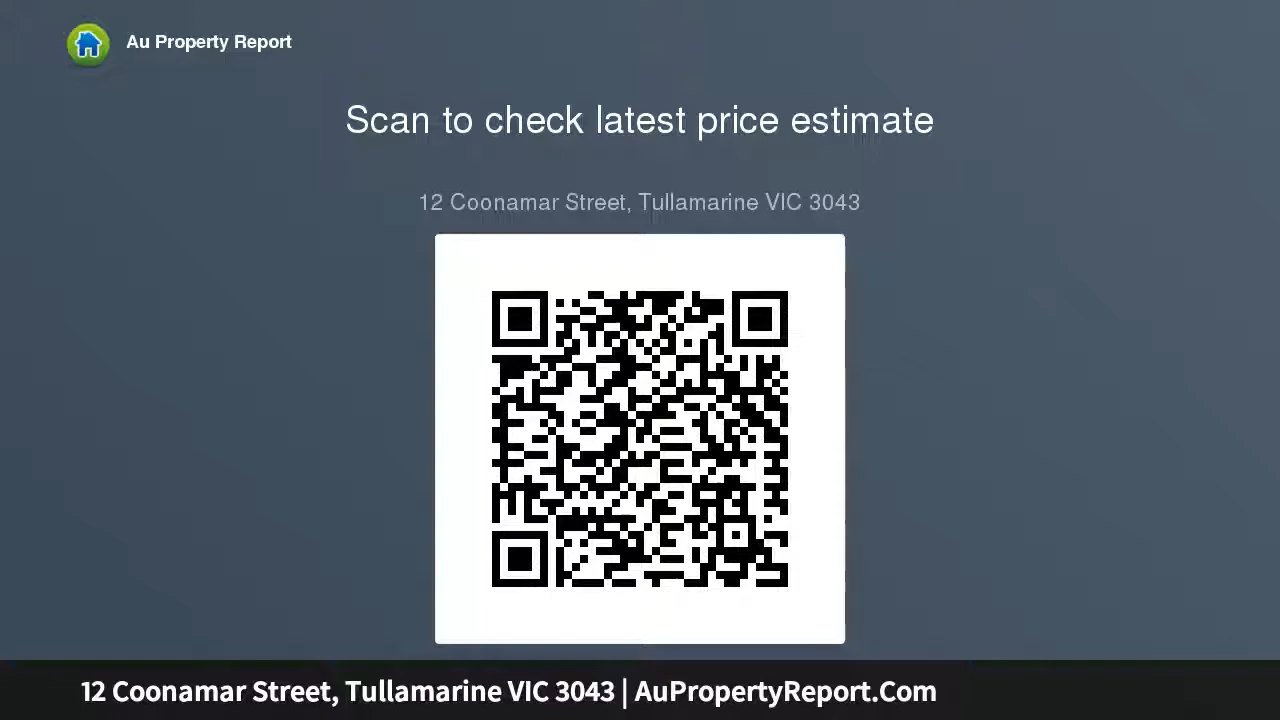 Au Property Report
Scan to check latest price estimate
12 Coonamar Street, Tullamarine VIC 3043
12 Coonamar Street, Tullamarine VIC 3043 | AuPropertyReport.Com